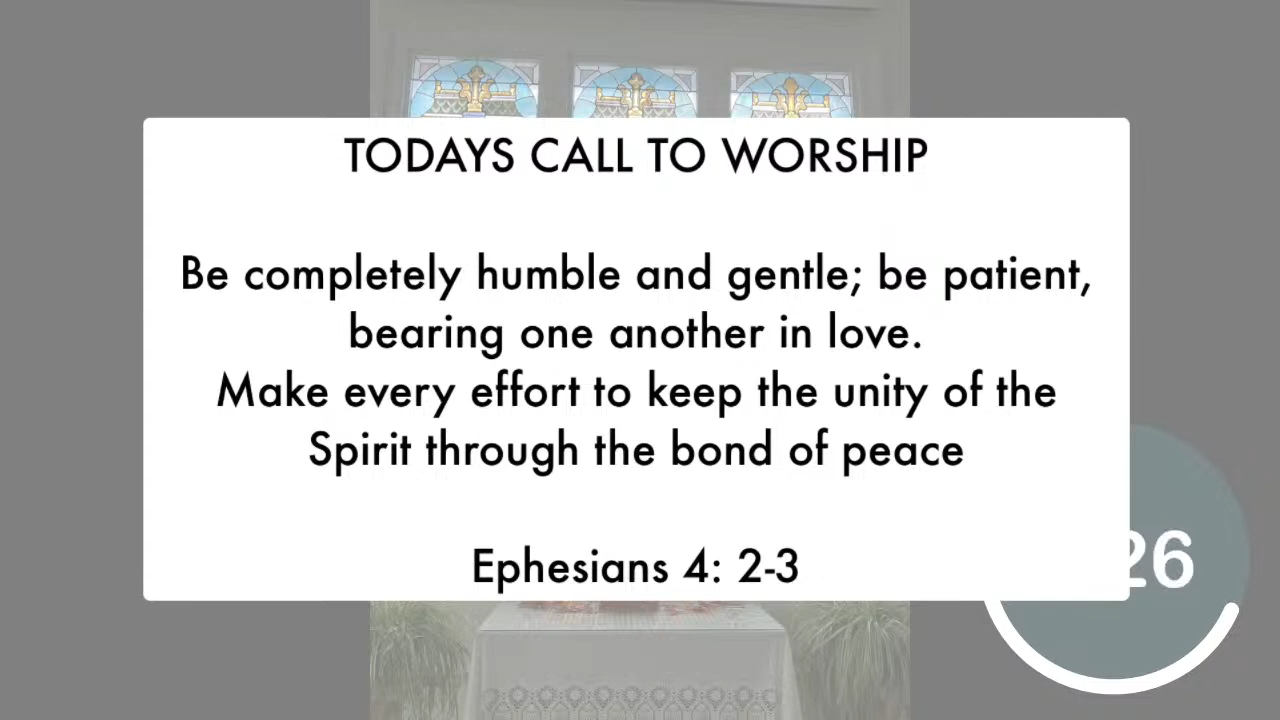 TODAYS CALL TO WORSHIP
Be completely humble and gentle; be patient,
bearing one another in love.
Make every effort to keep the unity of the
Spirit through the bond of peace
Ephesians 4: 2-3
26